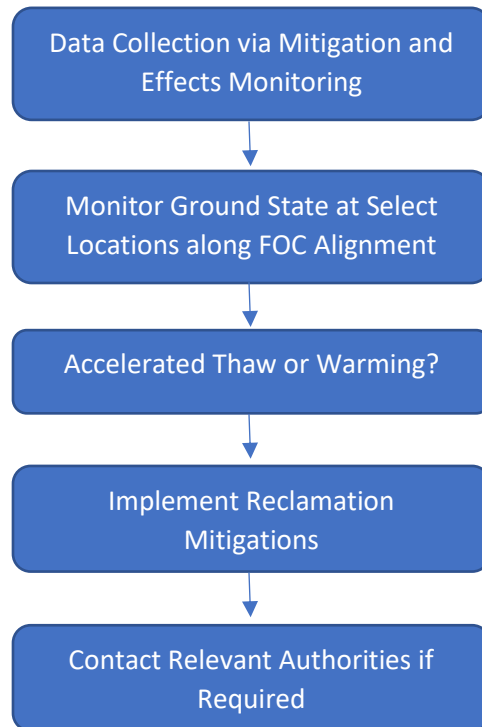 Data Collection via Mitigation and
Effects Monitoring
Monitor Ground State at Select
Locations along FOC Alignment
Accelerated Thaw or Warming?
Implement Reclamation
Mitigations
Contact Relevant Authorities if
Required